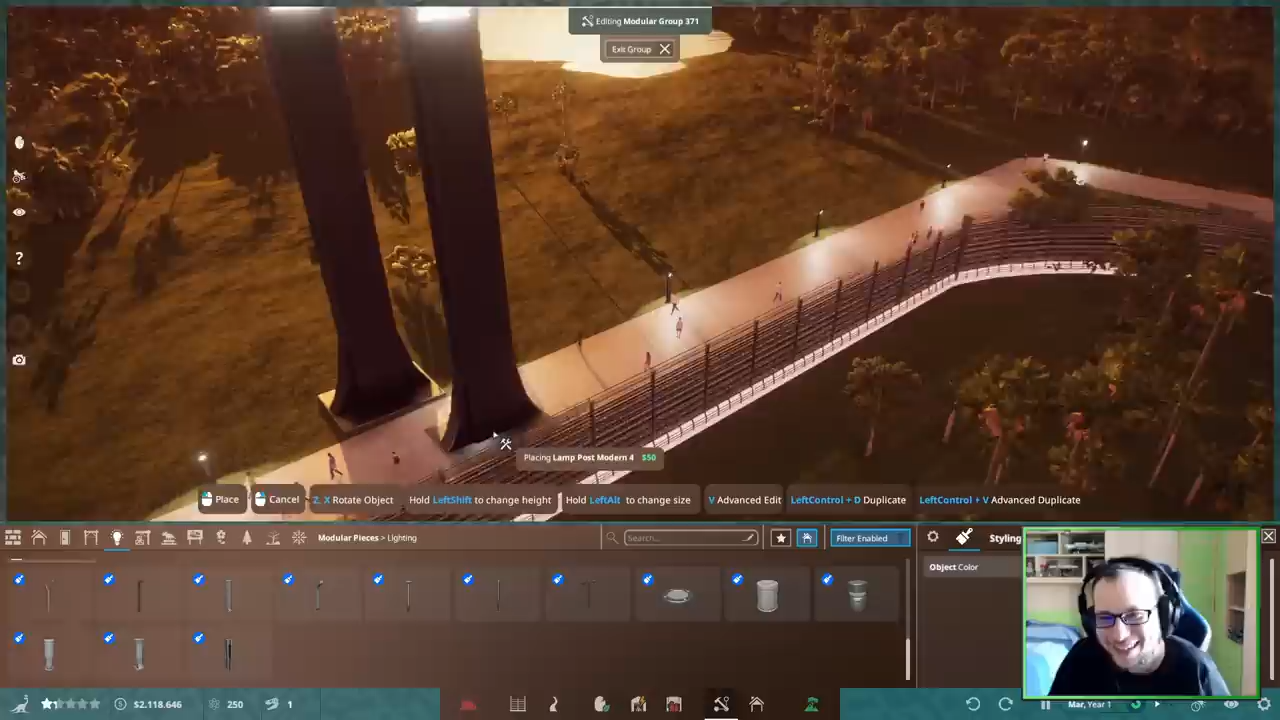 Editing Modular Group 371
Exit Group
?
Placing Lamp Post Modern 4 $50
Place
Cancel
Z, X Rotate Object
Hold LeftShift to change height
Hold LeftAlt to change size
V Advanced Edit
LeftControl + D Duplicate
LeftControl + V Advanced Duplicate
Modular Pieces > Lighting
Search...
Filter Enabled
Styling
Object Color
$2.118.646
250
1
Mar, Year 1